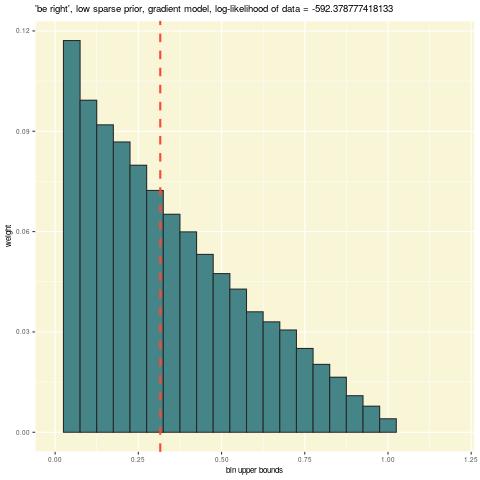 'be right', low sparse prior, gradient model, log-likelihood of data = -592.378777418133
0.12
0.09
0.06
0.03
0.00
weight
0.00 0.25 0.50 0.75 1.00 1.25
bin upper bounds